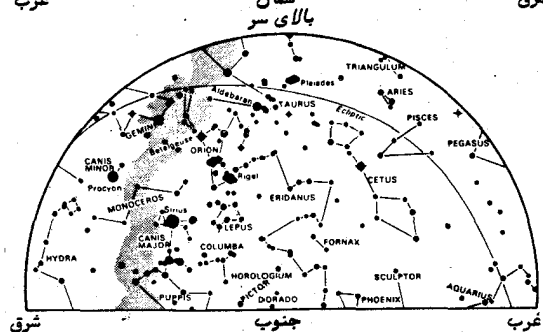 غرب شمال شرق
بالای سر
TRIANGULUM
Pleiades
Aldebaran
TAURUS
ARIES
Ecliptic
PISCES
GEMINI
PEGASUS
Betelgeuse
ORION
CANIS MINOR
Procyon
Rigel
CETUS
MONOCEROS
ERIDANUS
Sirius
LEPUS
CANIS MAJOR
COLUMBA
FORNAX
HYDRA
HOROLOGIUM
SCULPTOR
PUPPIS
PICTOR
DORADO
PHOENIX
AQUARIUS
شرق جنوب غرب